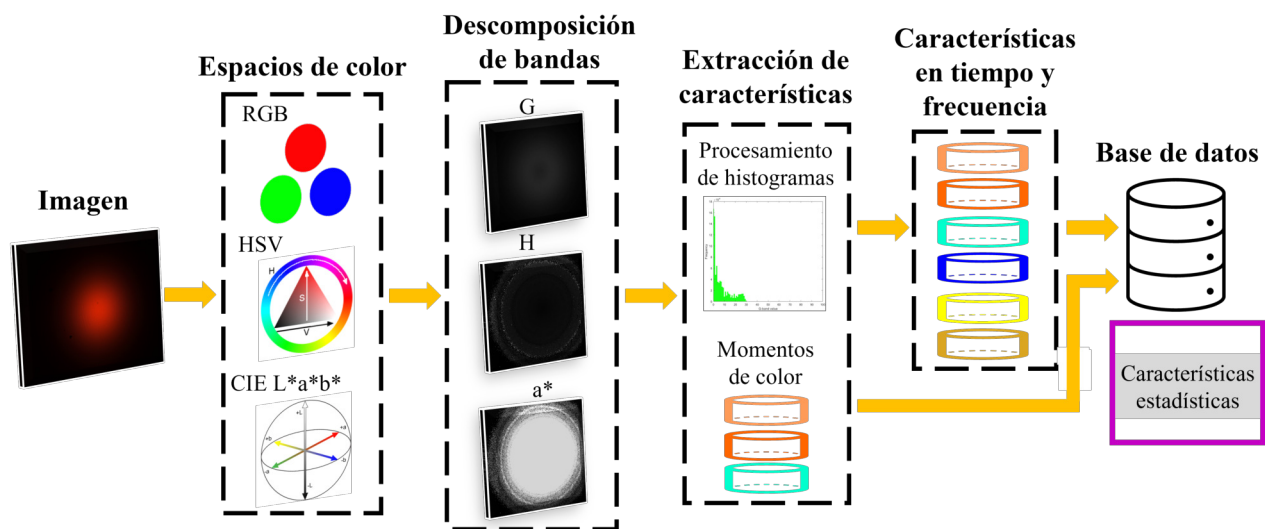 Imagen
Espacios de color
RGB
HSV
H
S
V
CIE L*a*b*
+L
+a
+b
-b
-a
-L
Descomposición
de bandas
G
H
a*
Extracción de
características
Procesamiento
de histogramas
Momentos
de color
Características
en tiempo y
frecuencia
Base de datos
Características
estadísticas